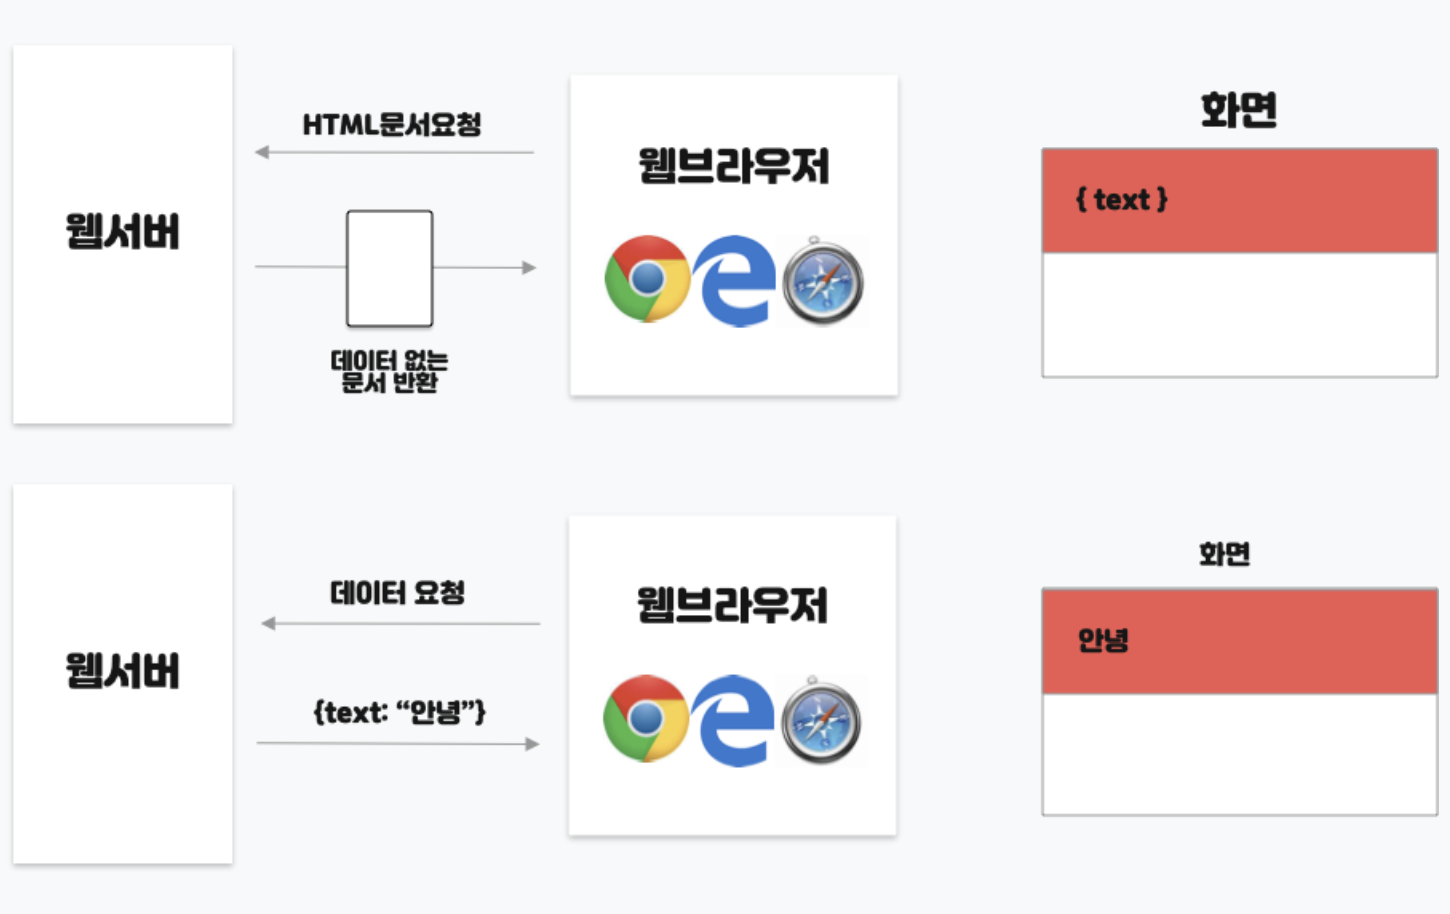 HTML문서요청
웹서버
데이터 없는
문서 반환
웹브라우저
화면
{ text }
데이터 요청
웹서버
{text: “안녕”}
웹브라우저
화면
안녕